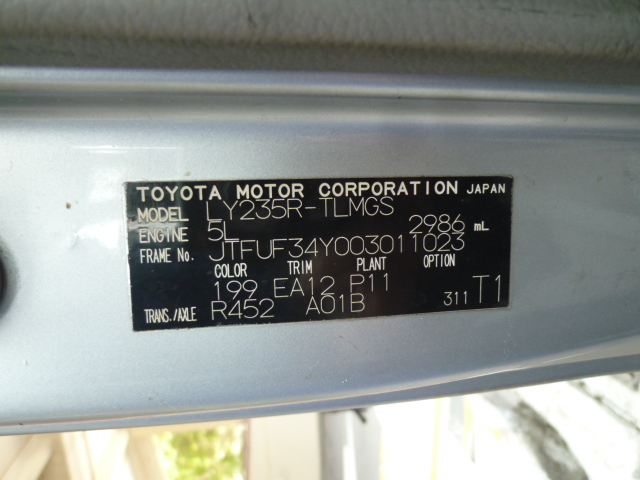 TOYOTA MOTOR CORPORATION JAPAN
MODEL LY235R-TLMGS
ENGINE 5L 2986 mL
FRAME No. JTFUF34Y003011023
COLOR TRIM PLANT OPTION
199 EA12 P11
TRANS./AXLE R452 A01B 311 T1